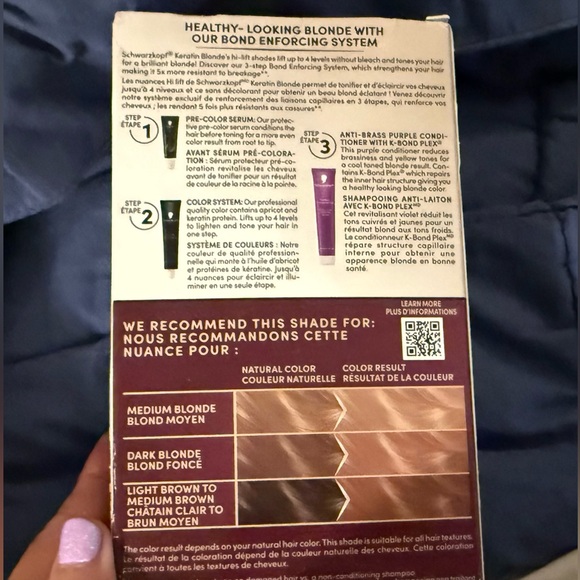 HEALTHY- LOOKING BLONDE WITH
OUR BOND ENFORCING SYSTEM
Schwarzkopf® Keratin Blonde's hi-lift shades lift up to 4 levels without bleach and tones your hair
for a brilliant blonde! Discover our 3-step Bond Enforcing System, which strengthens your hair
making it 5x more resistant to breakage**.
Les nuances Hi lift de Schwarzkopf^MD Keratin Blonde permet de tonifier et d'éclaircir vos cheveux
jusqu'à 4 niveaux et ce sans décolorant pour obtenir un beau blond éclatant ! Venez découvrir
notre système exclusif de renforcement des liaisons capillaires en 3 étapes, qui renforce vos
cheveux ; les rendant 5 fois plus résistants aux cassures**.
STEP
ÉTAPE 1
PRE-COLOR SERUM: Our protec-
tive pre-color serum conditions the
hair before toning for a more even
color result from root to tip.
AVANT SÉRUM PRÉ-COLORA-
TION : Sérum protecteur pré-co-
loration revitalise les cheveux
avant de tonifier pour un résultat
de couleur de la racine à la pointe.
STEP
ÉTAPE 2
COLOR SYSTEM: Our professional
quality color contains apricot and
keratin protein. Lifts up to 4 levels
to lighten and tone your hair in
one step.
SYSTÈME DE COULEURS : Notre
couleur de qualité profession-
nelle qui marie à l'huile d'abricot
et protéines de kératine. Jusqu'à
4 nuances pour éclaircir et illu-
miner en une seule étape.
STEP
ÉTAPE 3
ANTI-BRASS PURPLE CONDI-
TIONER WITH K-BOND PLEX®
This purple conditioner reduces
brassiness and yellow tones for
a cool toned blonde result. Con-
tains K-Bond Plex® which repairs
the inner hair structure giving you
a healthy looking blonde color.
SHAMPOOING ANTI-LAITON
AVEC K-BOND PLEX^MD
Cet revitalisant violet réduit les
tons cuivrés et jaunes pour un
résultat blond aux tons froids.
Le conditionneur K-Bond Plex^MD
répare structure capillaire
interne pour obtenir une
apparence blonde en bonne
santé.
LEARN MORE
PLUS D'INFORMATIONS
WE RECOMMEND THIS SHADE FOR:
NOUS RECOMMANDONS CETTE
NUANCE POUR :
NATURAL COLOR
COULEUR NATURELLE
COLOR RESULT
RÉSULTAT DE LA COULEUR
MEDIUM BLONDE
BLOND MOYEN
DARK BLONDE
BLOND FONCÉ
LIGHT BROWN TO
MEDIUM BROWN
CHÂTAIN CLAIR TO
BRUN MOYEN
The color result depends on your natural hair color. This shade is suitable for all hair textures.
Le résultat de la coloration dépend de la couleur naturelle des cheveux. Cette coloration
convient à toutes les textures de cheveux.
damaged hair vs. a non-conditioning shampoo